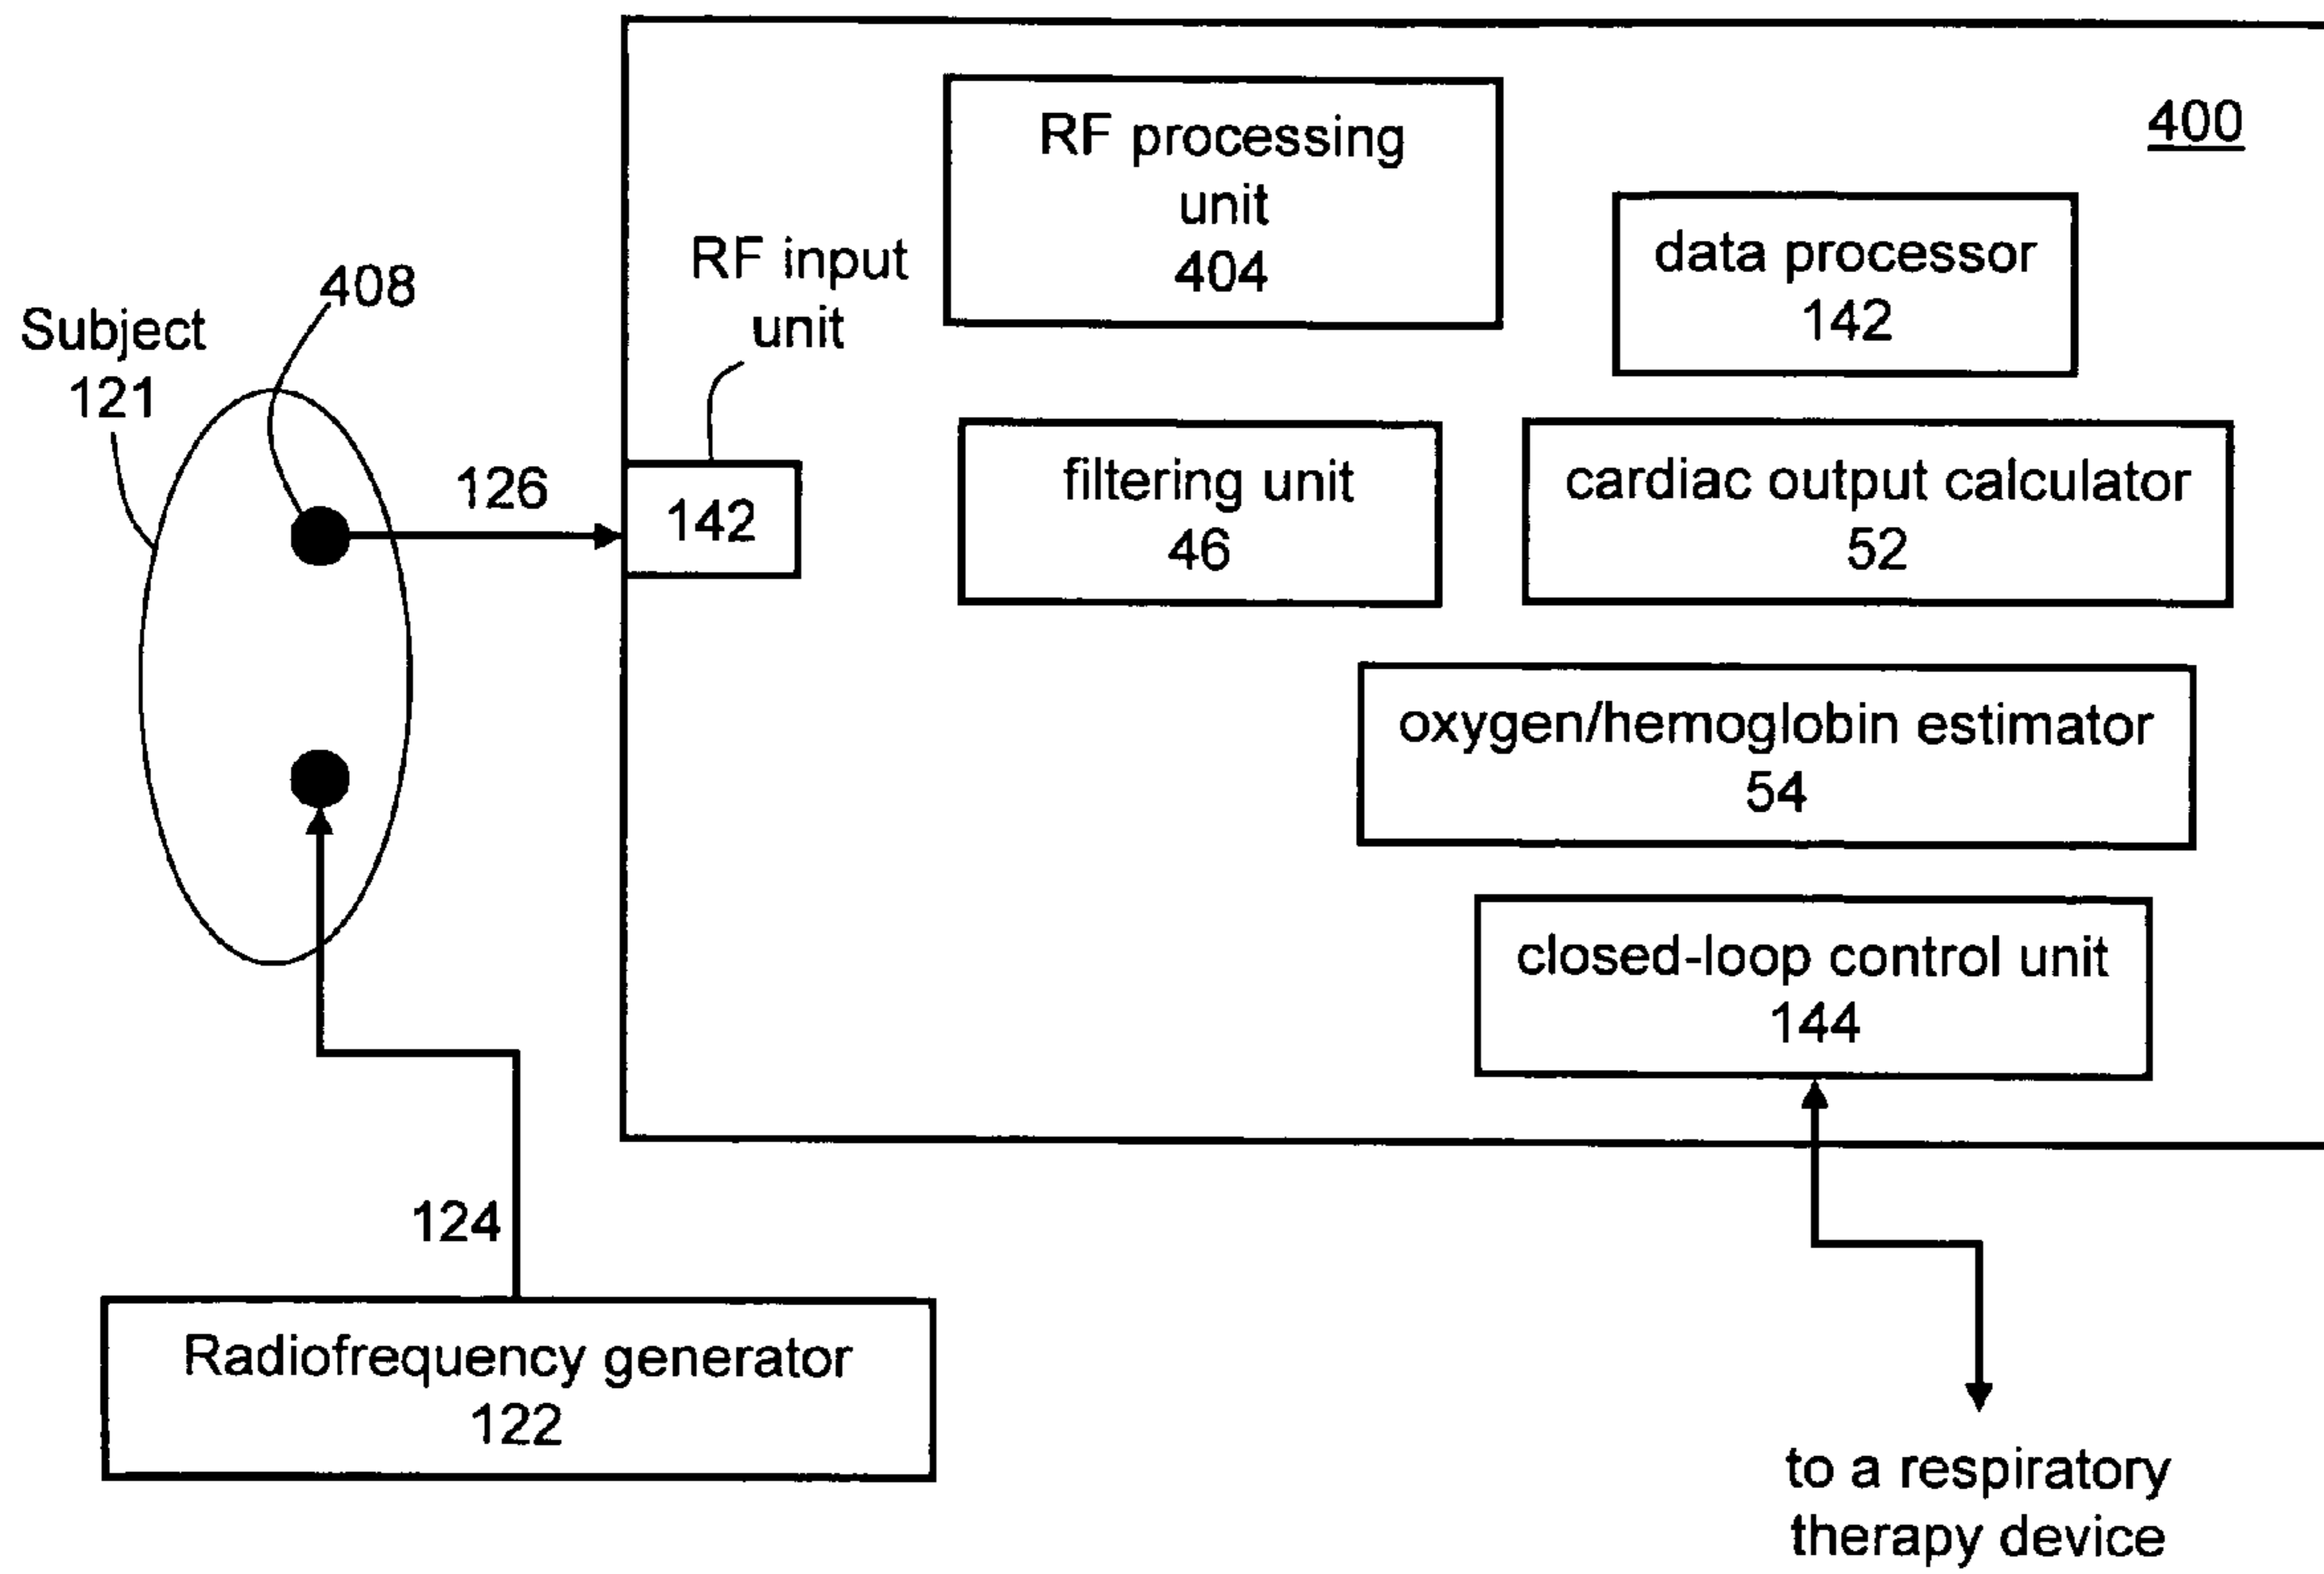 400
RF processing
unit
404
data processor
142
RF input
unit
408
Subject
121
126
142
filtering unit
46
cardiac output calculator
52
oxygen/hemoglobin estimator
54
closed-loop control unit
144
124
Radiofrequency generator
122
to a respiratory
therapy device